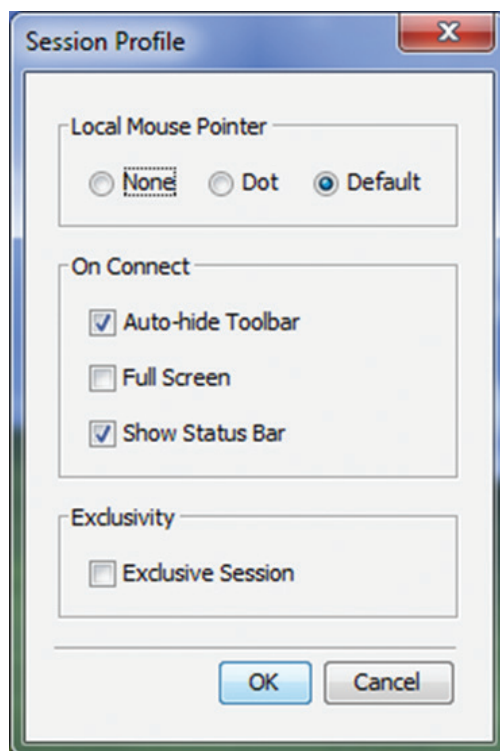 Session Profile
Local Mouse Pointer
None Dot Default
On Connect
Auto-hide Toolbar
Full Screen
Show Status Bar
Exclusivity
Exclusive Session
OK Cancel